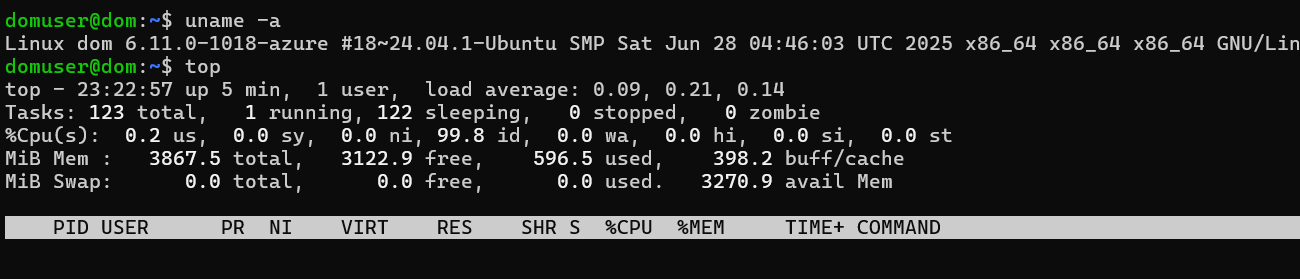 domuser@dom:~$ uname -a
Linux dom 6.11.0-1018-azure #18~24.04.1-Ubuntu SMP Sat Jun 28 04:46:03 UTC 2025 x86_64 x86_64 x86_64 GNU/Lin
domuser@dom:~$ top
top - 23:22:57 up 5 min,  1 user,  load average: 0.09, 0.21, 0.14
Tasks: 123 total,   1 running, 122 sleeping,   0 stopped,   0 zombie
%Cpu(s):  0.2 us,  0.0 sy,  0.0 ni, 99.8 id,  0.0 wa,  0.0 hi,  0.0 si,  0.0 st
MiB Mem :   3867.5 total,   3122.9 free,    596.5 used,    398.2 buff/cache
MiB Swap:      0.0 total,      0.0 free,      0.0 used.   3270.9 avail Mem
PID USER      PR  NI    VIRT    RES    SHR S  %CPU  %MEM     TIME+ COMMAND